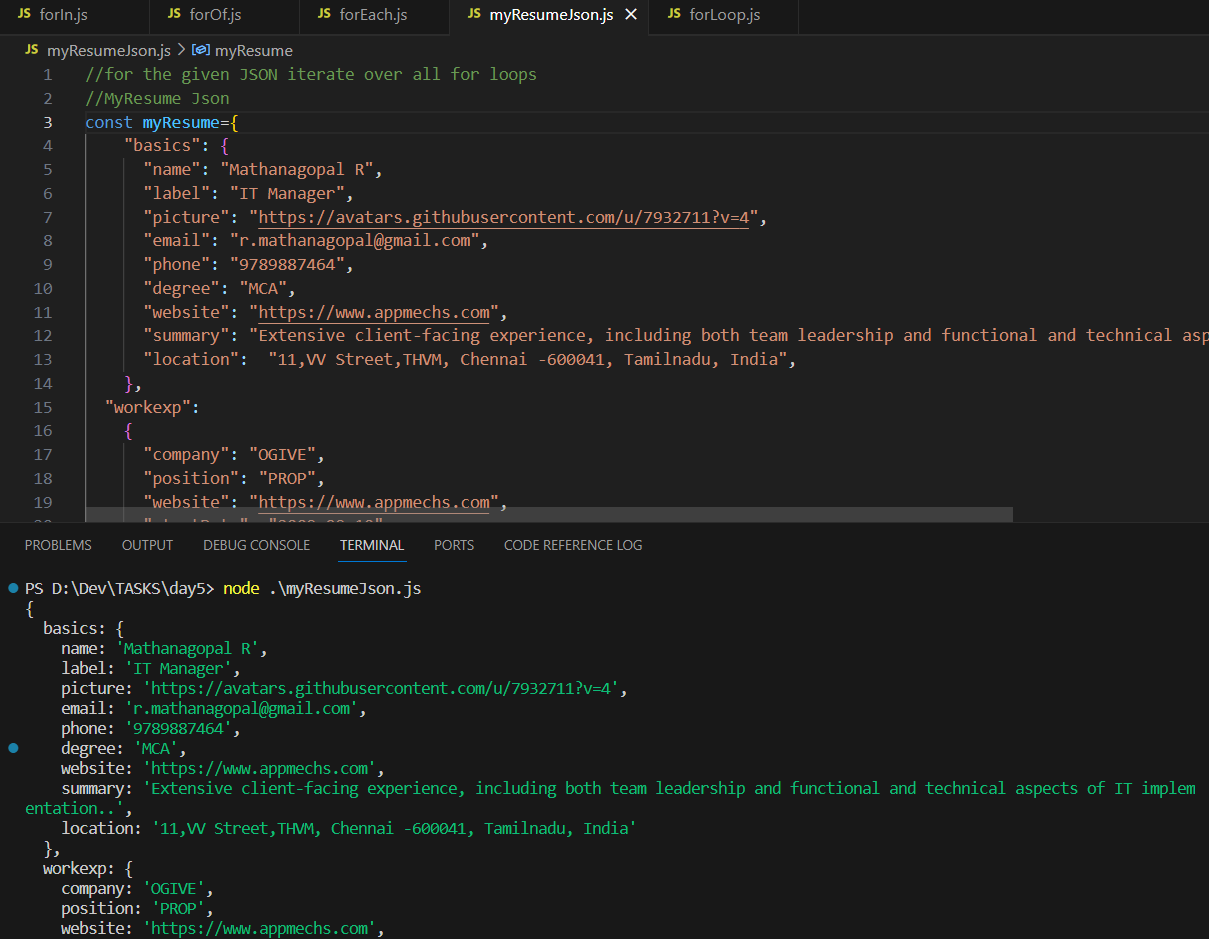 JS forIn.js JS forOf.js JS forEach.js JS myResumeJson.js × JS forLoop.js
JS myResumeJson.js > myResume
1 //for the given JSON iterate over all for loops
2 //MyResume Json
3 const myResume={
4 "basics": {
5 "name": "Mathanagopal R",
6 "label": "IT Manager",
7 "picture": "https://avatars.githubusercontent.com/u/7932711?v=4",
8 "email": "r.mathanagopal@gmail.com",
9 "phone": "9789887464",
10 "degree": "MCA",
11 "website": "https://www.appmechs.com",
12 "summary": "Extensive client-facing experience, including both team leadership and functional and technical asp
13 "location":  "11,VV Street,THVM, Chennai -600041, Tamilnadu, India",
14 },
15 "workexp":
16 {
17 "company": "OGIVE",
18 "position": "PROP",
19 "website": "https://www.appmechs.com",
PROBLEMS OUTPUT DEBUG CONSOLE TERMINAL PORTS CODE REFERENCE LOG
PS D:\Dev\TASKS\day5> node .\myResumeJson.js
{
basics: {
name: 'Mathanagopal R',
label: 'IT Manager',
picture: 'https://avatars.githubusercontent.com/u/7932711?v=4',
email: 'r.mathanagopal@gmail.com',
phone: '9789887464',
degree: 'MCA',
website: 'https://www.appmechs.com',
summary: 'Extensive client-facing experience, including both team leadership and functional and technical aspects of IT implem
entation..',
location: '11,VV Street,THVM, Chennai -600041, Tamilnadu, India'
},
workexp: {
company: 'OGIVE',
position: 'PROP',
website: 'https://www.appmechs.com',